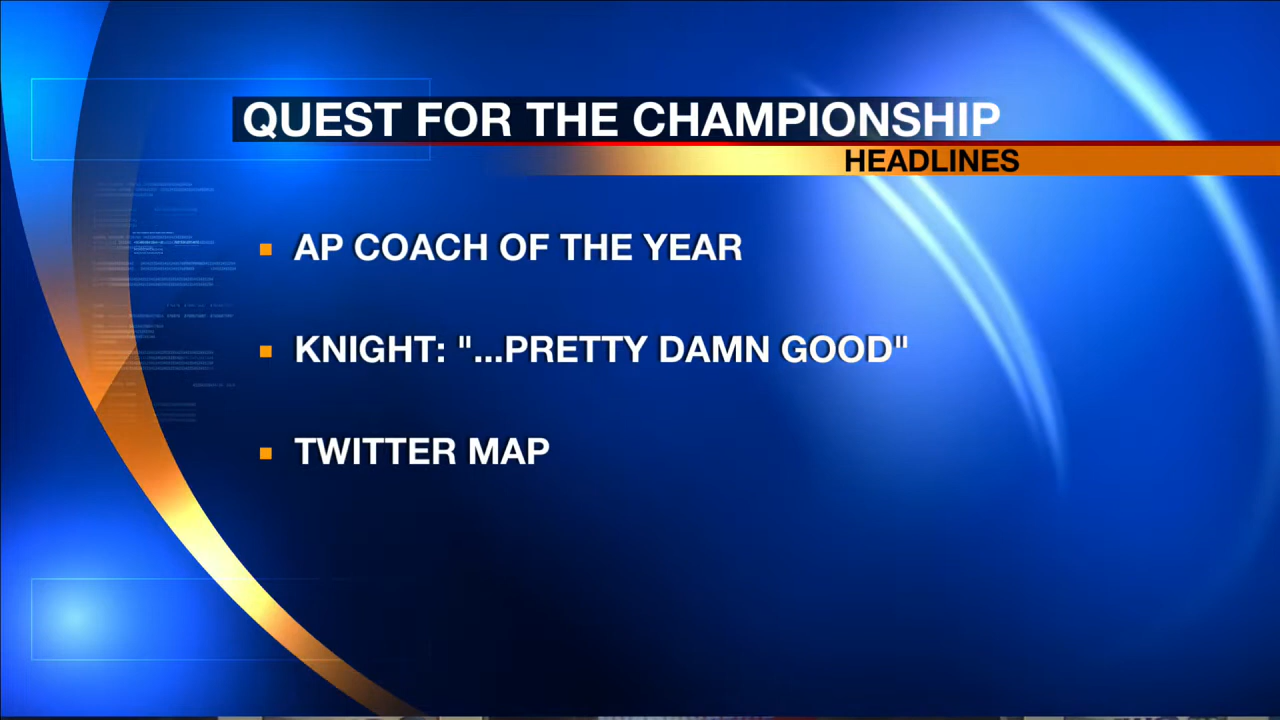 QUEST FOR THE CHAMPIONSHIP
HEADLINES
AP COACH OF THE YEAR
KNIGHT: "...PRETTY DAMN GOOD"
TWITTER MAP